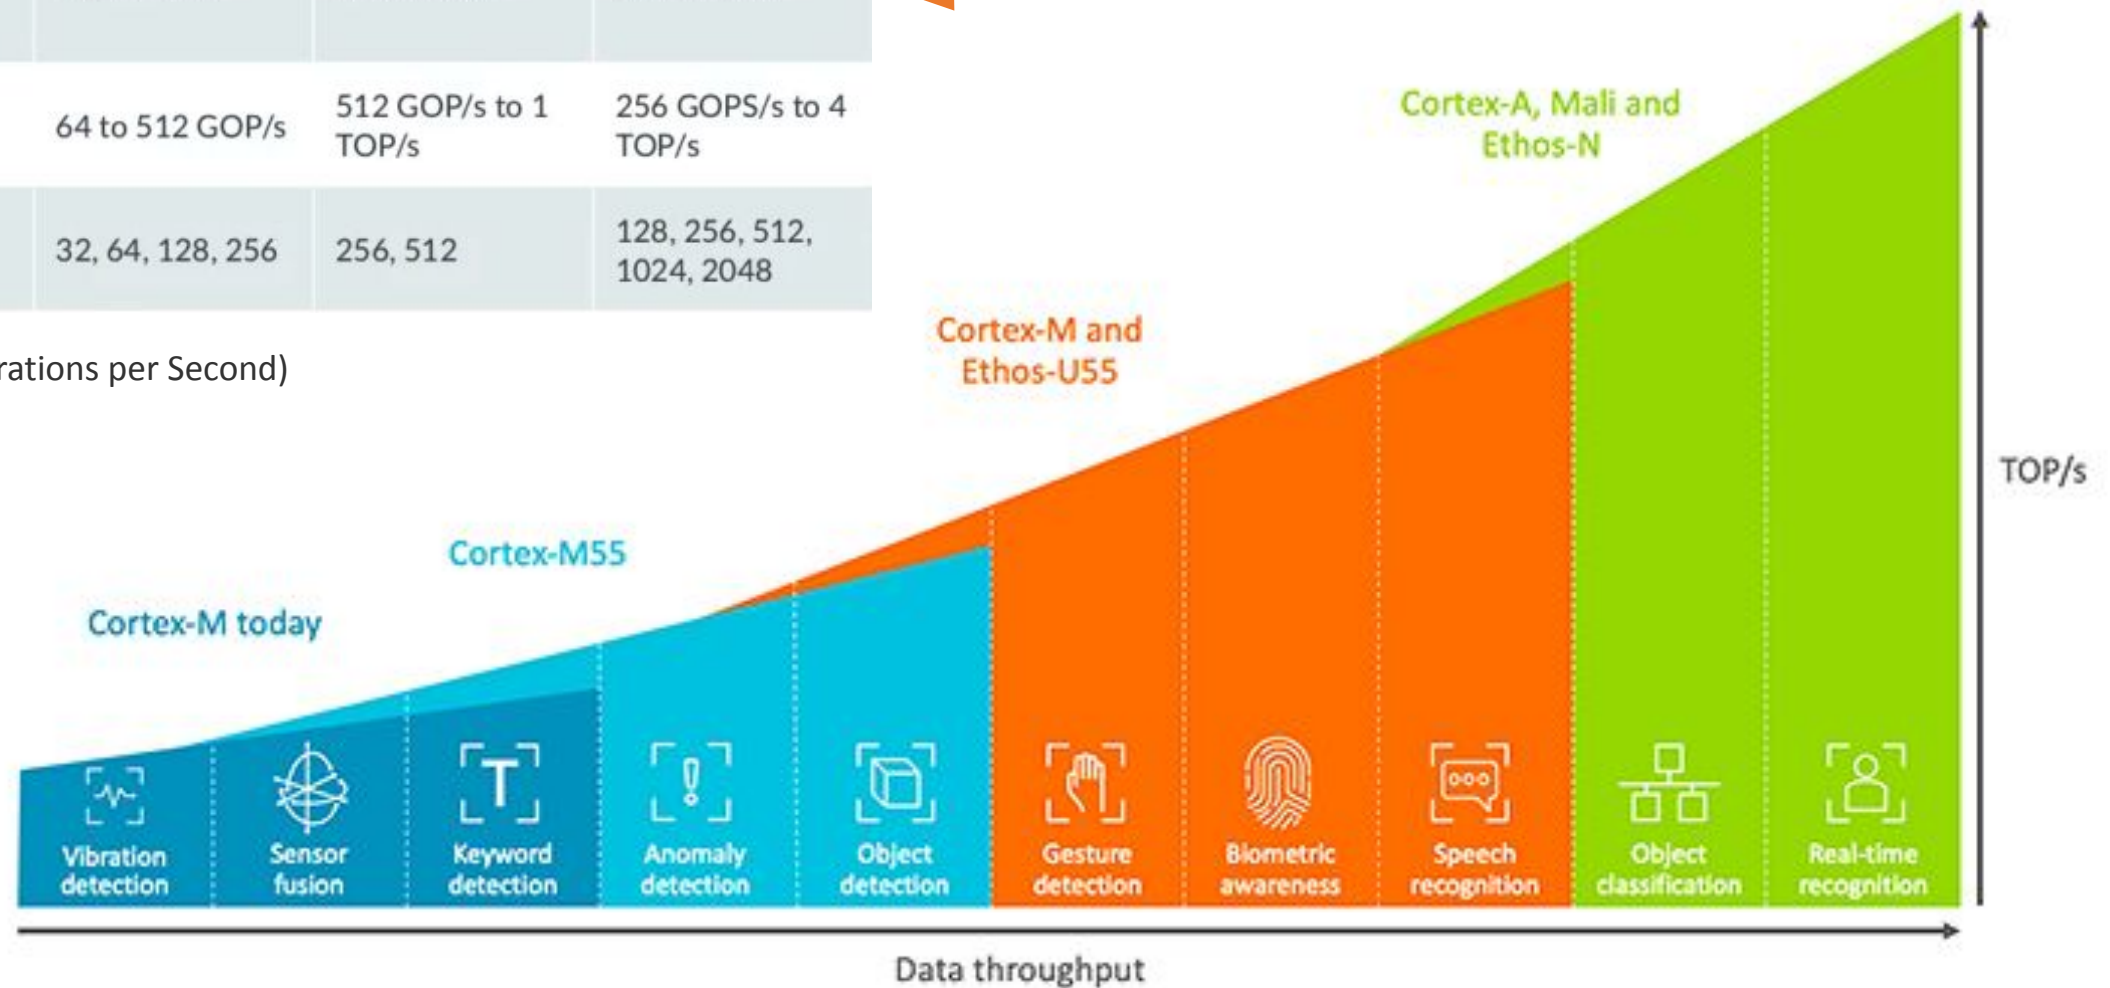 64 to 512 GOP/s
512 GOP/s to 1
TOP/s
256 GOPS/s to 4
TOP/s
32, 64, 128, 256
256, 512
128, 256, 512,
1024, 2048
rations per Second)
Cortex-A, Mali and
Ethos-N
Cortex-M and
Ethos-U55
Cortex-M55
Cortex-M today
TOP/s
T
Vibration
detection
Sensor
fusion
Keyword
detection
Anomaly
detection
Object
detection
Gesture
detection
Biometric
awareness
Speech
recognition
Object
classification
Real-time
recognition
Data throughput